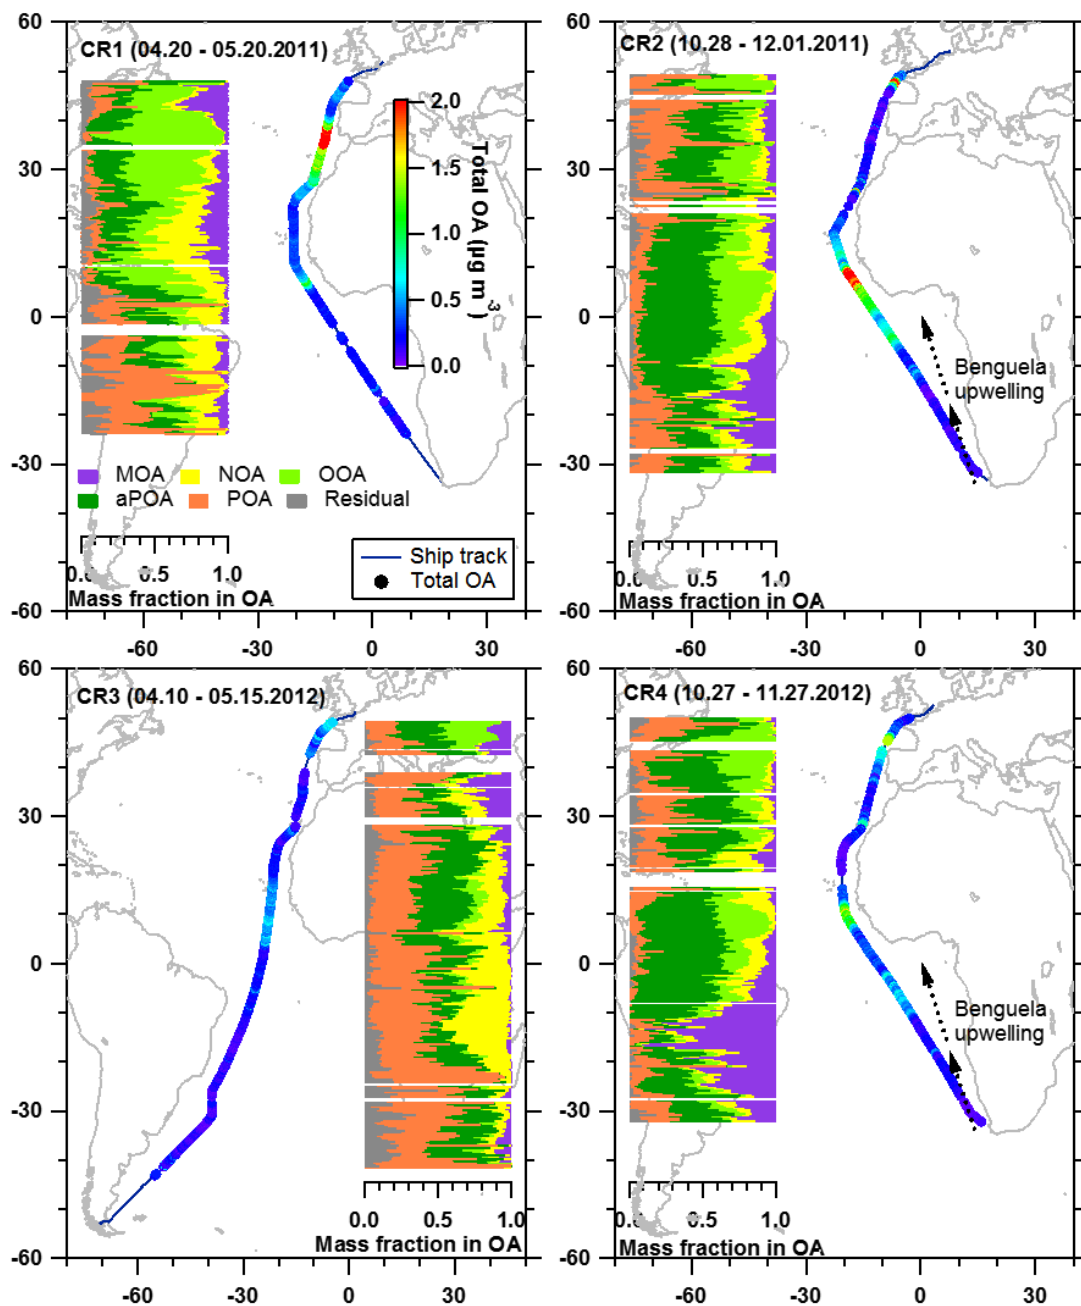 CR1 (04.20 - 05.20.2011)
60
30
0
-30
-60
2.0
1.5
1.0
0.5
0.0
Total OA (µg m-3)
MOA NOA OOA
aPOA POA Residual
0.0 0.5 1.0
Mass fraction in OA
Ship track
Total OA
-60 -30 0 30
CR2 (10.28 - 12.01.2011)
60
30
0
-30
-60
Benguela
upwelling
0.0 0.5 1.0
Mass fraction in OA
-60 -30 0 30
CR3 (04.10 - 05.15.2012)
60
30
0
-30
-60
0.0 0.5 1.0
Mass fraction in OA
-60 -30 0 30
CR4 (10.27 - 11.27.2012)
60
30
0
-30
-60
Benguela
upwelling
0.0 0.5 1.0
Mass fraction in OA
-60 -30 0 30